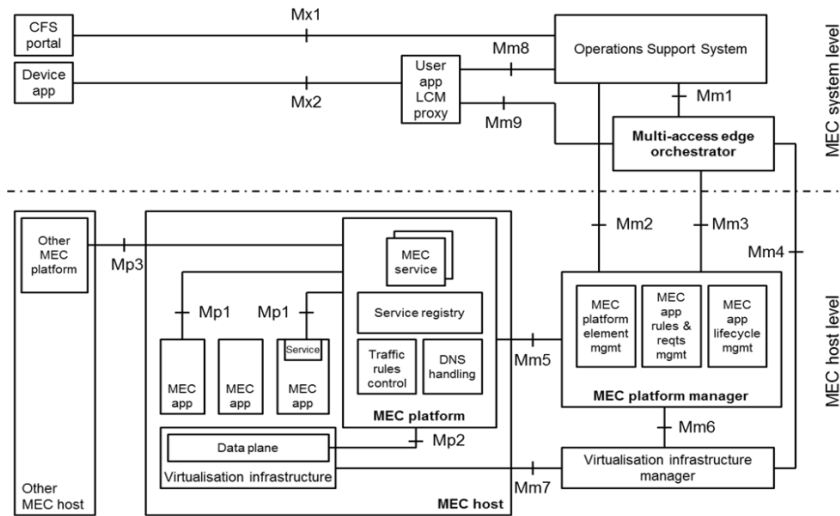 Mx1
CFS
portal
Operations Support System
Mm8
Device
app
User
app
LCM
proxy
Mx2
Mm9
Mm1
Multi-access edge
orchestrator
MEC system level
Other
MEC
platform
Mp3
MEC
service
Mm2
Mm3
Mm4
Mp1
Mp1
Service registry
MEC
platform
element
mgmt
MEC
app
rules &
reqts
mgmt
MEC
app
lifecycle
mgmt
MEC
app
MEC
app
Service
MEC
app
Traffic
rules
control
DNS
handling
Mm5
MEC platform
MEC platform manager
MEC host level
Mp2
Mm6
Data plane
Virtualisation infrastructure
Virtualisation infrastructure
manager
Mm7
Other
MEC host
MEC host